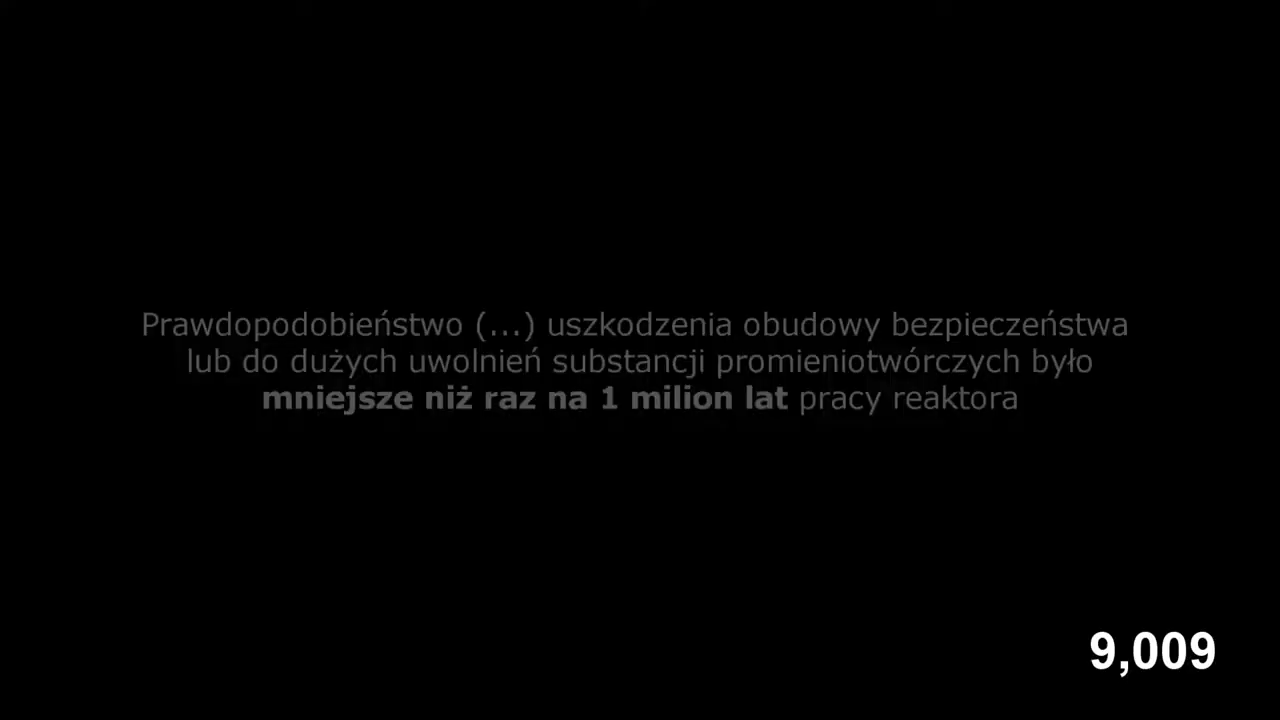 Prawdopodobieństwo (...) uszkodzenia obudowy bezpieczeństwa
lub do dużych uwolnień substancji promieniotwórczych było
mniejsze niż raz na 1 milion lat pracy reaktora
9,009